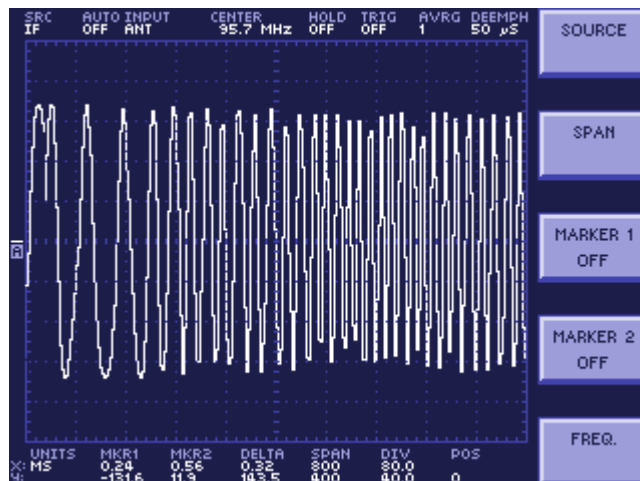 SRC AUTO INPUT CENTER HOLD TRIG AVRG DEEMPH
IF OFF ANT 95.7 MHz OFF OFF 1 50 µS
SOURCE
SPAN
A
MARKER 1
OFF
MARKER 2
OFF
FREQ.
UNITS MKR1 MKR2 DELTA SPAN DIV POS
X: MS 0.24 0.56 0.32 800 80.0
Y: -131.6 11.9 143.5 400 40.0 0